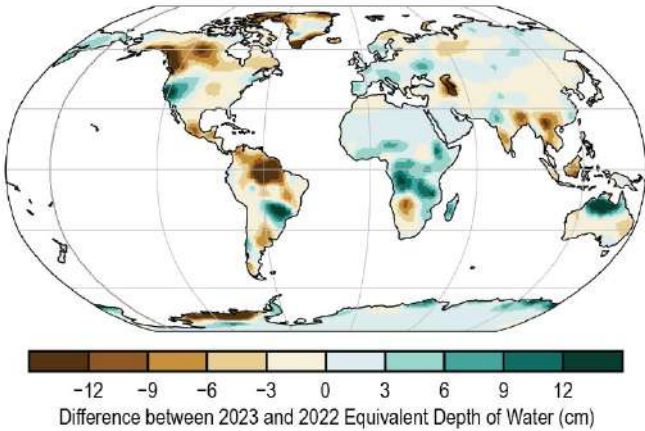 −12 −9 −6 −3 0 3 6 9 12
Difference between 2023 and 2022 Equivalent Depth of Water (cm)